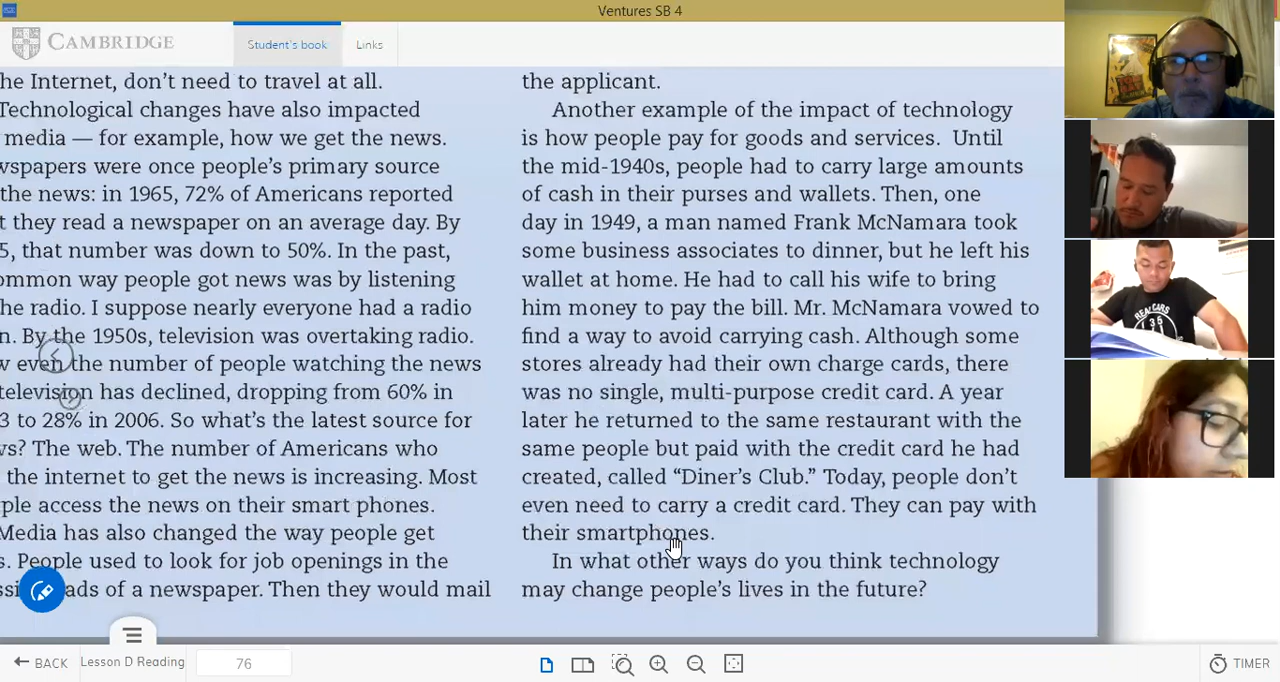 Ventures SB 4
CAMBRIDGE
Student's book
Links
he Internet, don't need to travel at all.
Technological changes have also impacted
media — for example, how we get the news.
wspapers were once people's primary source
the news: in 1965, 72% of Americans reported
t they read a newspaper on an average day. By
5, that number was down to 50%. In the past,
ommon way people got news was by listening
he radio. I suppose nearly everyone had a radio
n. By the 1950s, television was overtaking radio.
w even the number of people watching the news
television has declined, dropping from 60% in
3 to 28% in 2006. So what's the latest source for
ws? The web. The number of Americans who
the internet to get the news is increasing. Most
ple access the news on their smart phones.
Media has also changed the way people get
s. People used to look for job openings in the
ads of a newspaper. Then they would mail
the applicant.
Another example of the impact of technology
is how people pay for goods and services. Until
the mid-1940s, people had to carry large amounts
of cash in their purses and wallets. Then, one
day in 1949, a man named Frank McNamara took
some business associates to dinner, but he left his
wallet at home. He had to call his wife to bring
him money to pay the bill. Mr. McNamara vowed to
find a way to avoid carrying cash. Although some
stores already had their own charge cards, there
was no single, multi-purpose credit card. A year
later he returned to the same restaurant with the
same people but paid with the credit card he had
created, called “Diner's Club.” Today, people don't
even need to carry a credit card. They can pay with
their smartphones.
In what other ways do you think technology
may change people's lives in the future?
BACK
Lesson D Reading
76
TIMER